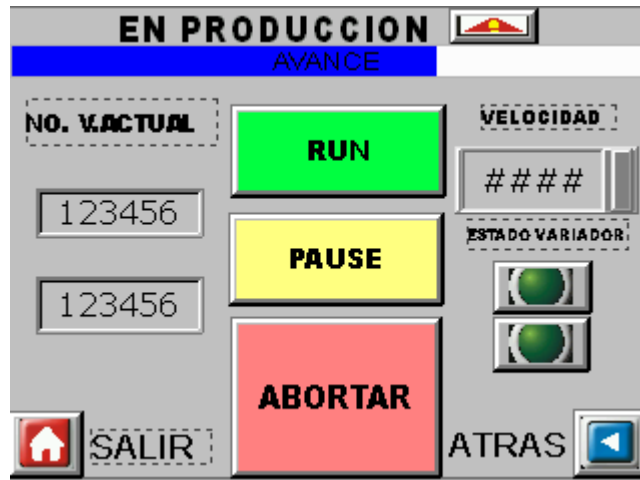 EN PRODUCCION
AVANCE
NO. V.ACTUAL
RUN
VELOCIDAD
####
123456
ESTADO VARIADOR
PAUSE
123456
ABORTAR
SALIR
ATRAS